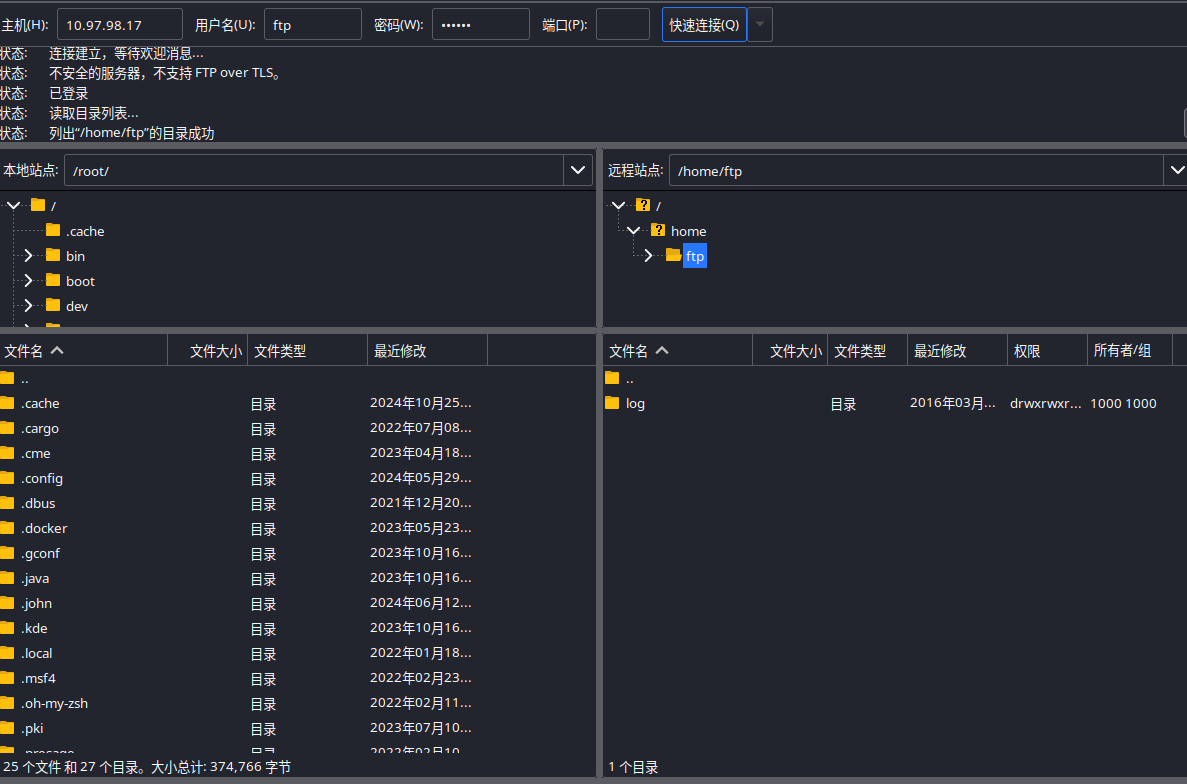 主机(H): 10.97.98.17 用户名(U): ftp 密码(W): •••••• 端口(P): 快速连接(Q)
状态: 连接建立，等待欢迎消息...
状态: 不安全的服务器，不支持 FTP over TLS。
状态: 已登录
状态: 读取目录列表...
状态: 列出“/home/ftp”的目录成功
本地站点: /root/
/
.cache
bin
boot
dev
远程站点: /home/ftp
/
home
ftp
文件名 文件大小 文件类型 最近修改
..
.cache 目录 2024年10月25...
.cargo 目录 2022年07月08...
.cme 目录 2023年04月18...
.config 目录 2024年05月29...
.dbus 目录 2021年12月20...
.docker 目录 2023年05月23...
.gconf 目录 2023年10月16...
.java 目录 2023年10月16...
.john 目录 2024年06月12...
.kde 目录 2023年10月16...
.local 目录 2022年01月18...
.msf4 目录 2022年02月23...
.oh-my-zsh 目录 2022年02月11...
.pki 目录 2023年07月10...
目录 2022年02月10...
25 个文件 和 27 个目录。大小总计: 374,766 字节
文件名 文件大小 文件类型 最近修改 权限 所有者/组
..
log 目录 2016年03月... drwxrwxr... 1000 1000
1 个目录